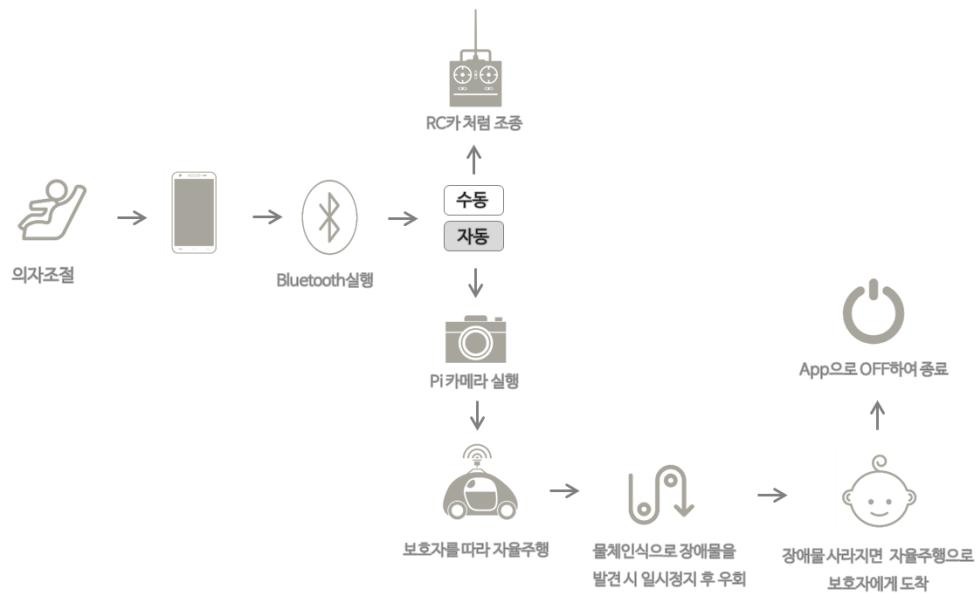 RC카 처럼 조종
수동
자동
의자조절
Bluetooth실행
Pi 카메라 실행
App으로 OFF하여 종료
보호자를 따라 자율주행
물체인식으로 장애물을
발견 시 일시정지 후 우회
장애물 사라지면 자율주행으로
보호자에게 도착